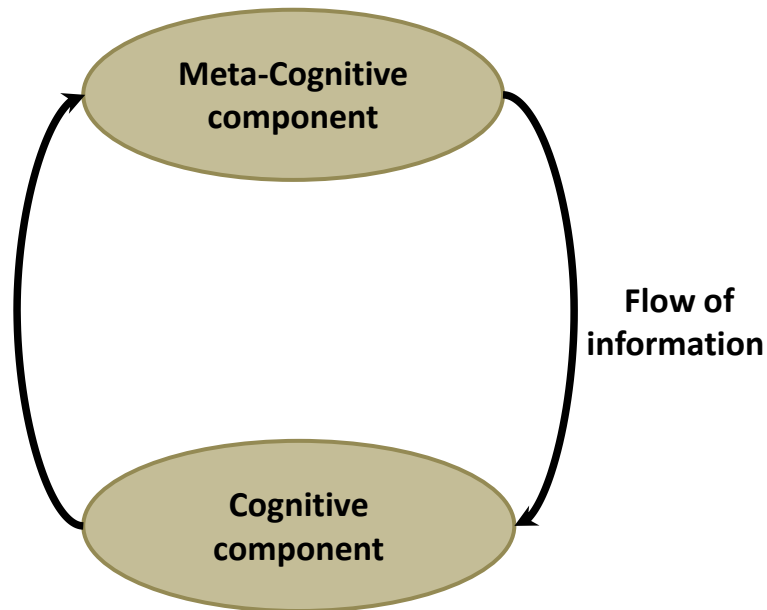 Meta-Cognitive
component
Flow of
information
Cognitive
component